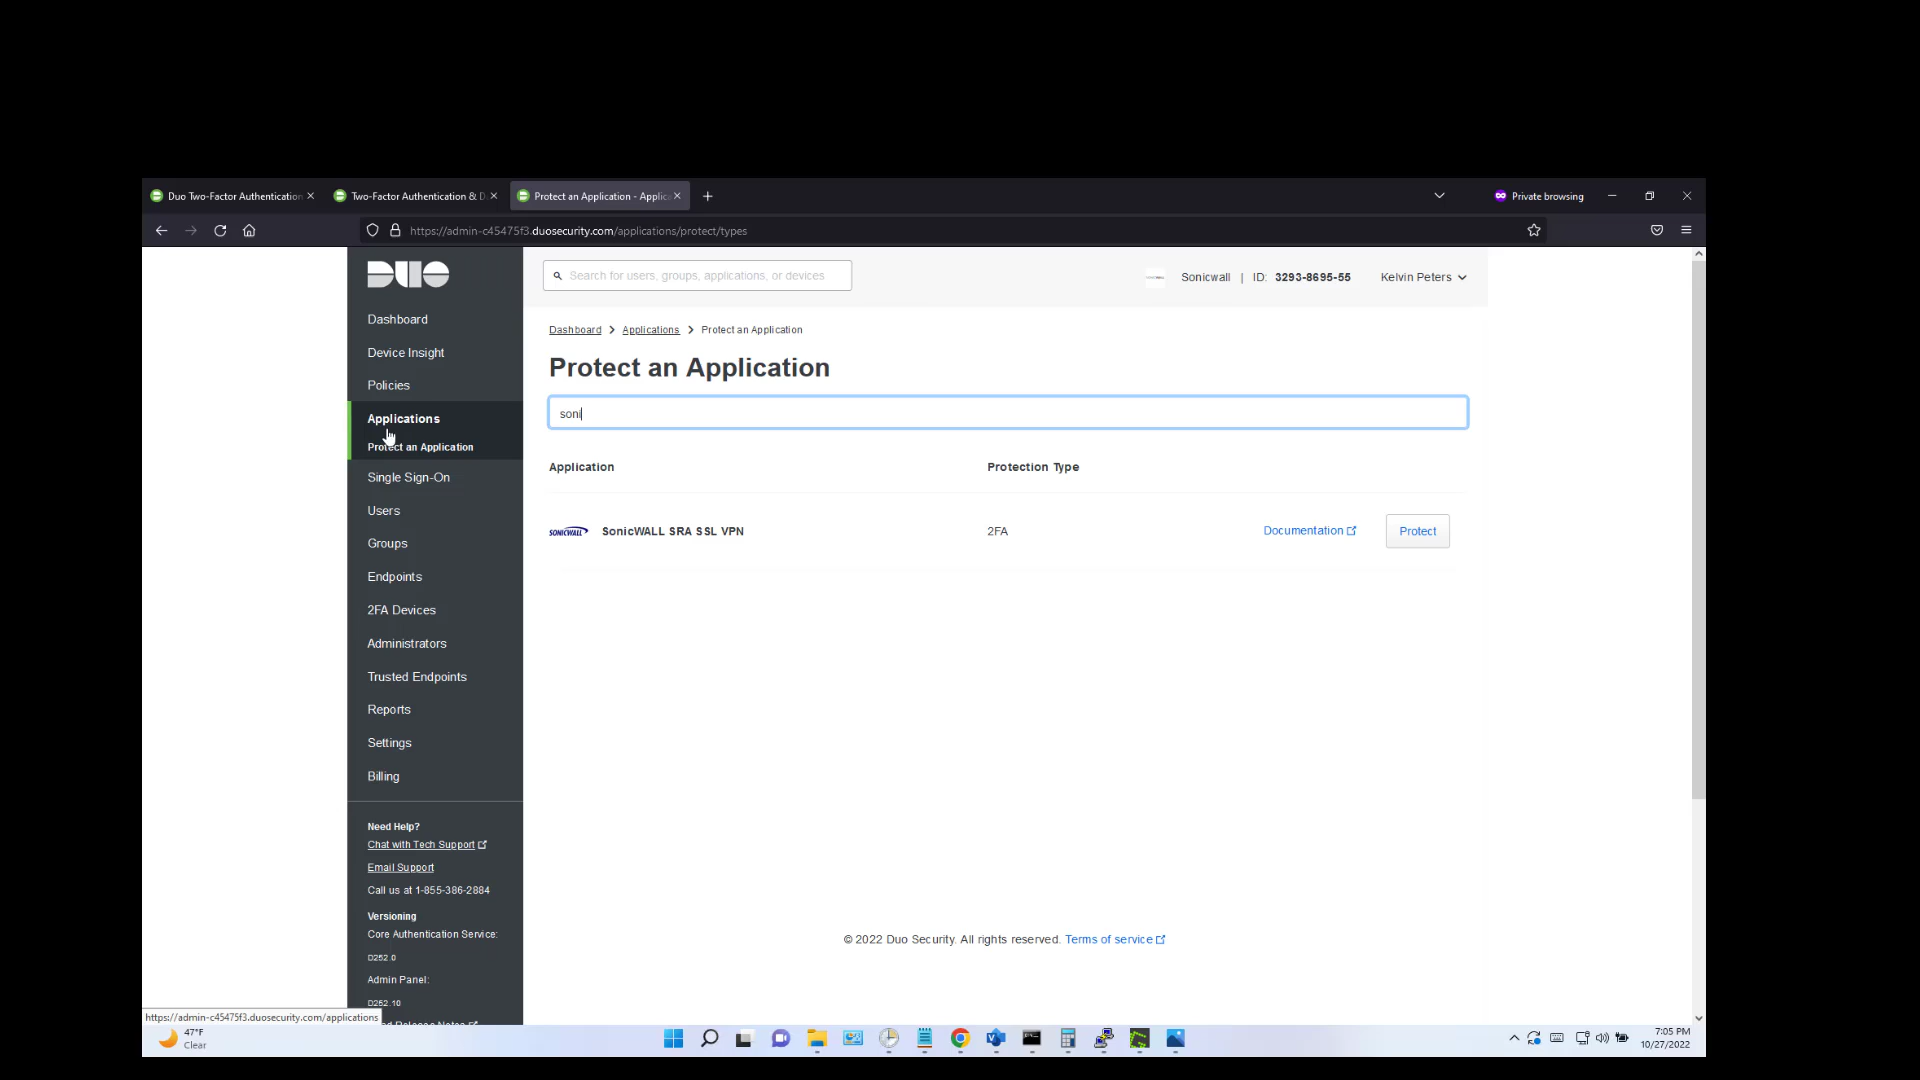 Duo Two-Factor Authentication
Two-Factor Authentication & D
Protect an Application - Applic
Private browsing
https://admin-c45475f3.duosecurity.com/applications/protect/types
DUO
Search for users, groups, applications, or devices
Sonicwall | ID: 3293-8695-55
Kelvin Peters
Dashboard
Device Insight
Policies
Applications
Protect an Application
Single Sign-On
Users
Groups
Endpoints
2FA Devices
Administrators
Trusted Endpoints
Reports
Settings
Billing
Need Help?
Chat with Tech Support
Email Support
Call us at 1-855-386-2884
Versioning
Core Authentication Service:
D252.0
Admin Panel:
D252.10
Release Notes
Dashboard > Applications > Protect an Application
Protect an Application
soni
Application Protection Type
SONICWALL SonicWALL SRA SSL VPN 2FA Documentation Protect
© 2022 Duo Security. All rights reserved. Terms of service
https://admin-c45475f3.duosecurity.com/applications
47°F
Clear
7:05 PM
10/27/2022